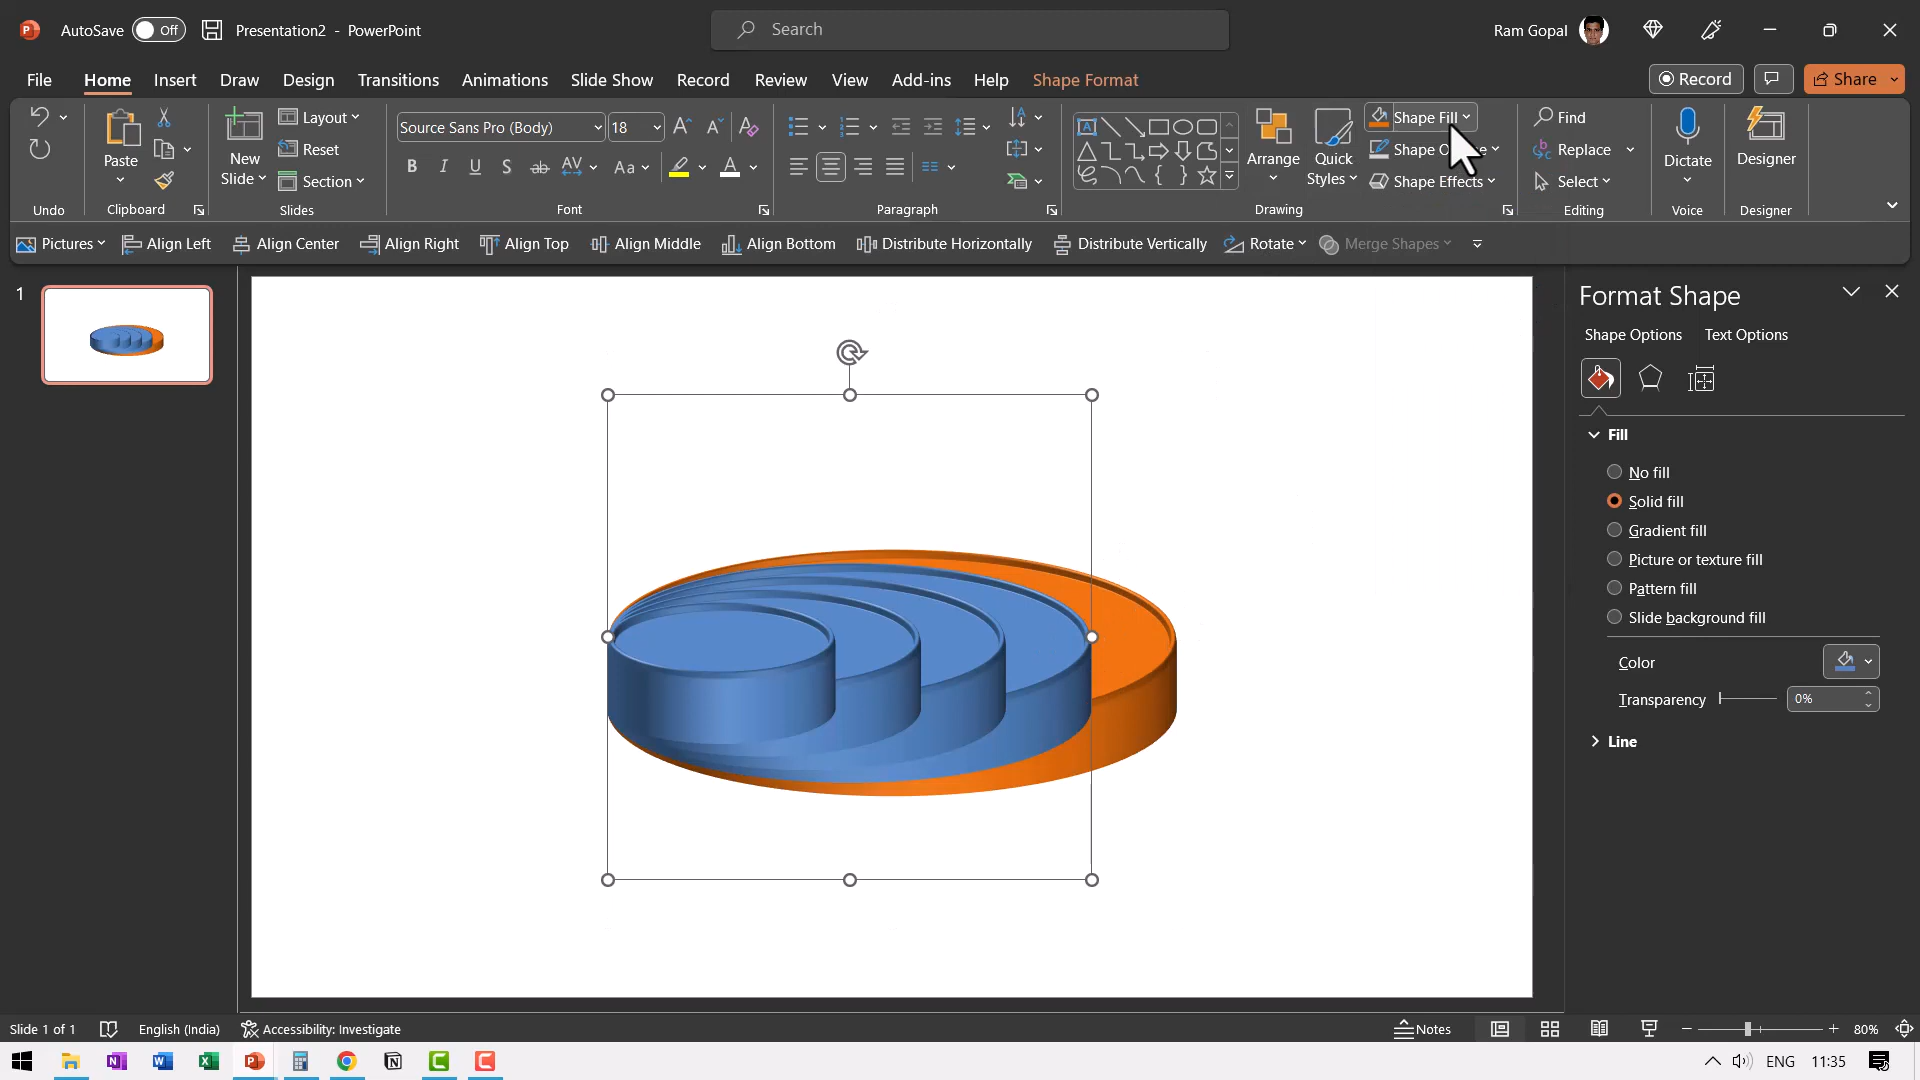 AutoSave Off Presentation2 - PowerPoint Search Ram Gopal
File Home Insert Draw Design Transitions Animations Slide Show Record Review View Add-ins Help Shape Format Record Share
Paste
New Slide
Layout
Reset
Section
Source Sans Pro (Body) 18
Arrange
Quick Styles
Shape Fill
Shape
Shape Effects
Find
Replace
Select
Dictate
Designer
Undo Clipboard Slides Font Paragraph Drawing Editing Voice Designer
Pictures Align Left Align Center Align Right Align Top Align Middle Align Bottom Distribute Horizontally Distribute Vertically Rotate Merge Shapes
1
Format Shape
Shape Options Text Options
Fill
No fill
Solid fill
Gradient fill
Picture or texture fill
Pattern fill
Slide background fill
Color
Transparency 0%
Line
Slide 1 of 1 English (India) Accessibility: Investigate Notes 80%
ENG 11:35